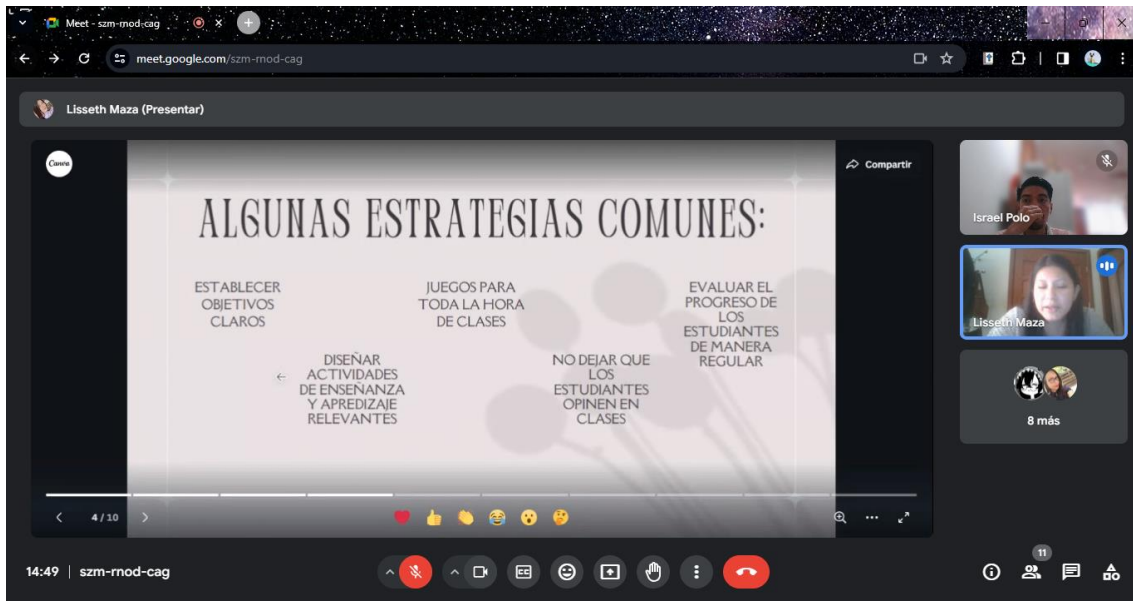 Meet - szm-rnod-cag
meet.google.com/szm-rnod-cag
Lisseth Maza (Presentar)
Canva
Compartir
ALGUNAS ESTRATEGIAS COMUNES:
ESTABLECER
OBJETIVOS
CLAROS
JUEGOS PARA
TODA LA HORA
DE CLASES
EVALUAR EL
PROGRESO DE
LOS
ESTUDIANTES
DE MANERA
REGULAR
DISEÑAR
ACTIVIDADES
DE ENSEÑANZA
Y APREDIZAJE
RELEVANTES
NO DEJAR QUE
LOS
ESTUDIANTES
OPINEN EN
CLASES
4/10
Israel Polo
Lisseth Maza
8 más
14:49 | szm-rnod-cag
11